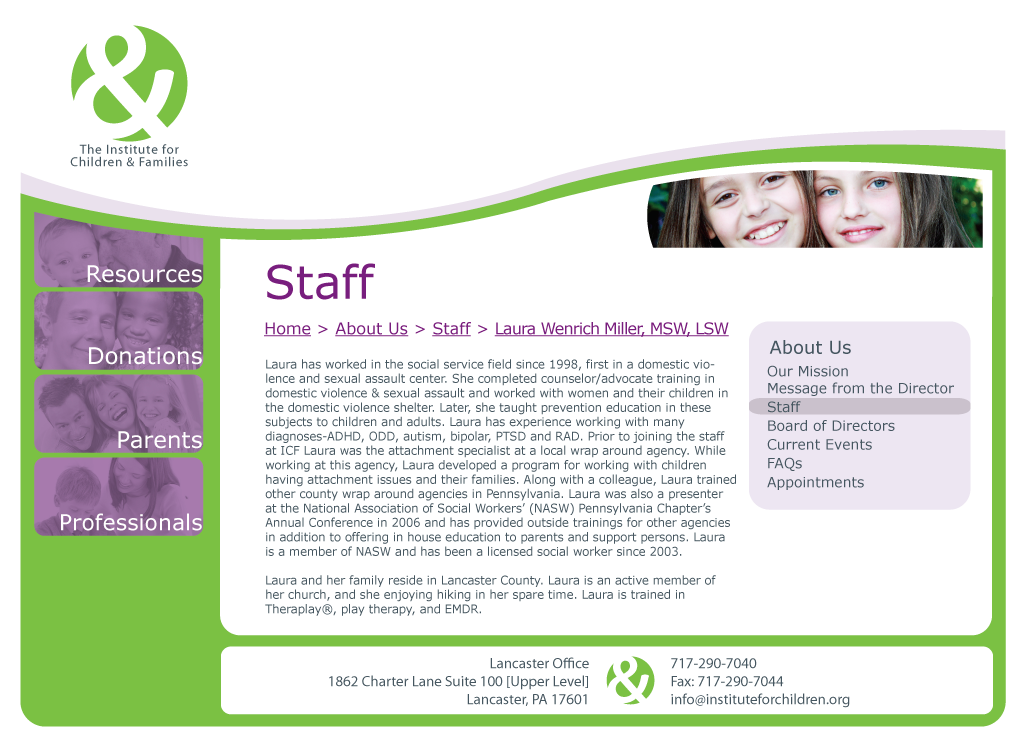 The Institute for
Children & Families
Resources
Donations
Parents
Professionals
Staff
Home > About Us > Staff > Laura Wenrich Miller, MSW, LSW
Laura has worked in the social service field since 1998, first in a domestic vio-
lence and sexual assault center. She completed counselor/advocate training in
domestic violence & sexual assault and worked with women and their children in
the domestic violence shelter. Later, she taught prevention education in these
subjects to children and adults. Laura has experience working with many
diagnoses-ADHD, ODD, autism, bipolar, PTSD and RAD. Prior to joining the staff
at ICF Laura was the attachment specialist at a local wrap around agency. While
working at this agency, Laura developed a program for working with children
having attachment issues and their families. Along with a colleague, Laura trained
other county wrap around agencies in Pennsylvania. Laura was also a presenter
at the National Association of Social Workers’ (NASW) Pennsylvania Chapter’s
Annual Conference in 2006 and has provided outside trainings for other agencies
in addition to offering in house education to parents and support persons. Laura
is a member of NASW and has been a licensed social worker since 2003.
Laura and her family reside in Lancaster County. Laura is an active member of
her church, and she enjoying hiking in her spare time. Laura is trained in
Theraplay®, play therapy, and EMDR.
About Us
Our Mission
Message from the Director
Staff
Board of Directors
Current Events
FAQs
Appointments
Lancaster Office
1862 Charter Lane Suite 100 [Upper Level]
Lancaster, PA 17601
&
717-290-7040
Fax: 717-290-7044
info@instituteforchildren.org